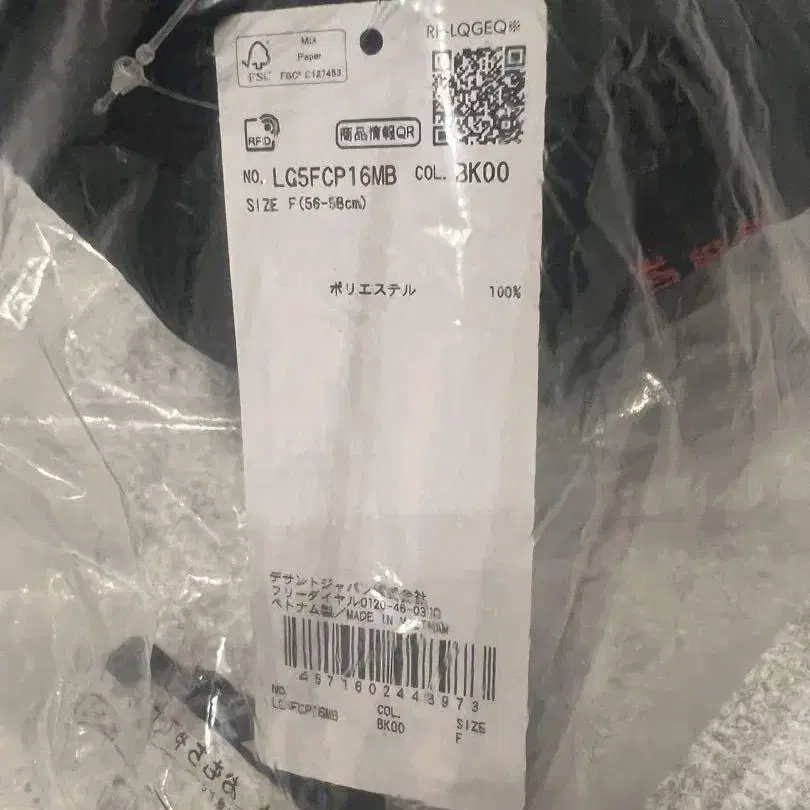 RF-LQGEQ※
Mix
Paper
FSC FSC® C127453
RFID
商品情報QR
NO. LG5FCP16MB COL. BK00
SIZE F(56-58cm)
ポリエステル 100%
デサントジャパン株式会社
フリーダイヤル0120-46-0310
ベトナム製／MADE IN VIETNAM
4571602443973
NO. COL. SIZE
LG5FCP16MB BK00 F